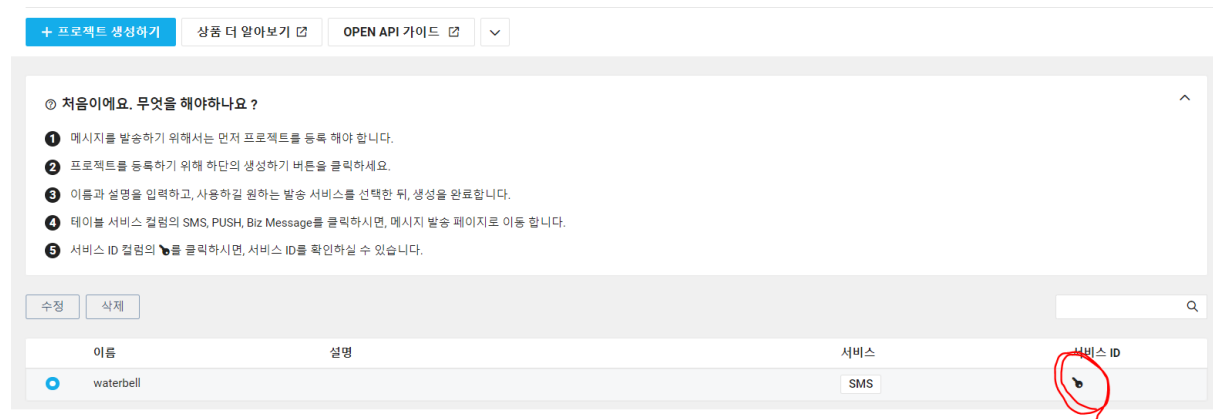 + 프로젝트 생성하기 상품 더 알아보기 OPEN API 가이드
처음이에요. 무엇을 해야하나요 ?
1 메시지를 발송하기 위해서는 먼저 프로젝트를 등록 해야 합니다.
2 프로젝트를 등록하기 위해 하단의 생성하기 버튼을 클릭하세요.
3 이름과 설명을 입력하고, 사용하길 원하는 발송 서비스를 선택한 뒤, 생성을 완료합니다.
4 테이블 서비스 컬럼의 SMS, PUSH, Biz Message를 클릭하시면, 메시지 발송 페이지로 이동 합니다.
5 서비스 ID 컬럼의 를 클릭하시면, 서비스 ID를 확인하실 수 있습니다.
수정 삭제
이름 설명 서비스 서비스 ID
waterbell SMS